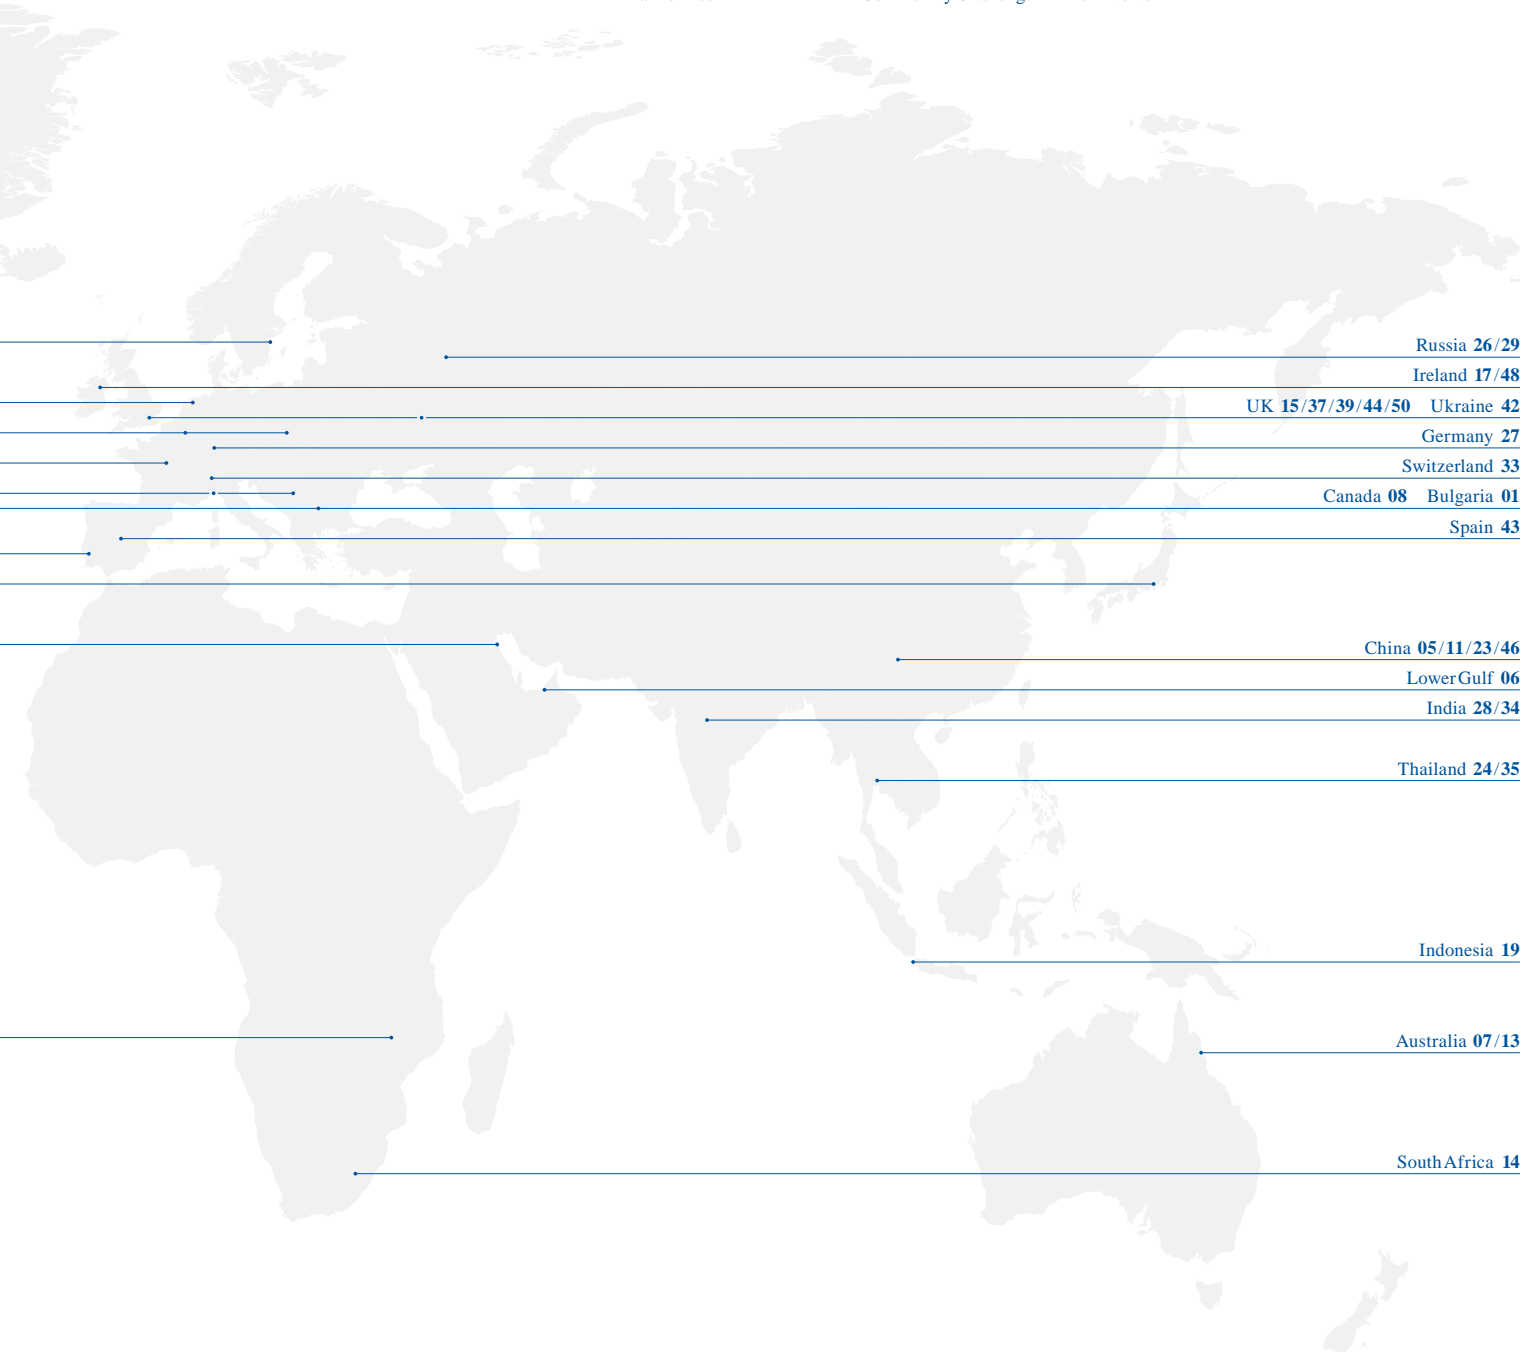 Russia 26/29
Ireland 17/48
UK 15/37/39/44/50 Ukraine 42
Germany 27
Switzerland 33
Canada 08 Bulgaria 01
Spain 43
China 05/11/23/46
Lower Gulf 06
India 28/34
Thailand 24/35
Indonesia 19
Australia 07/13
South Africa 14